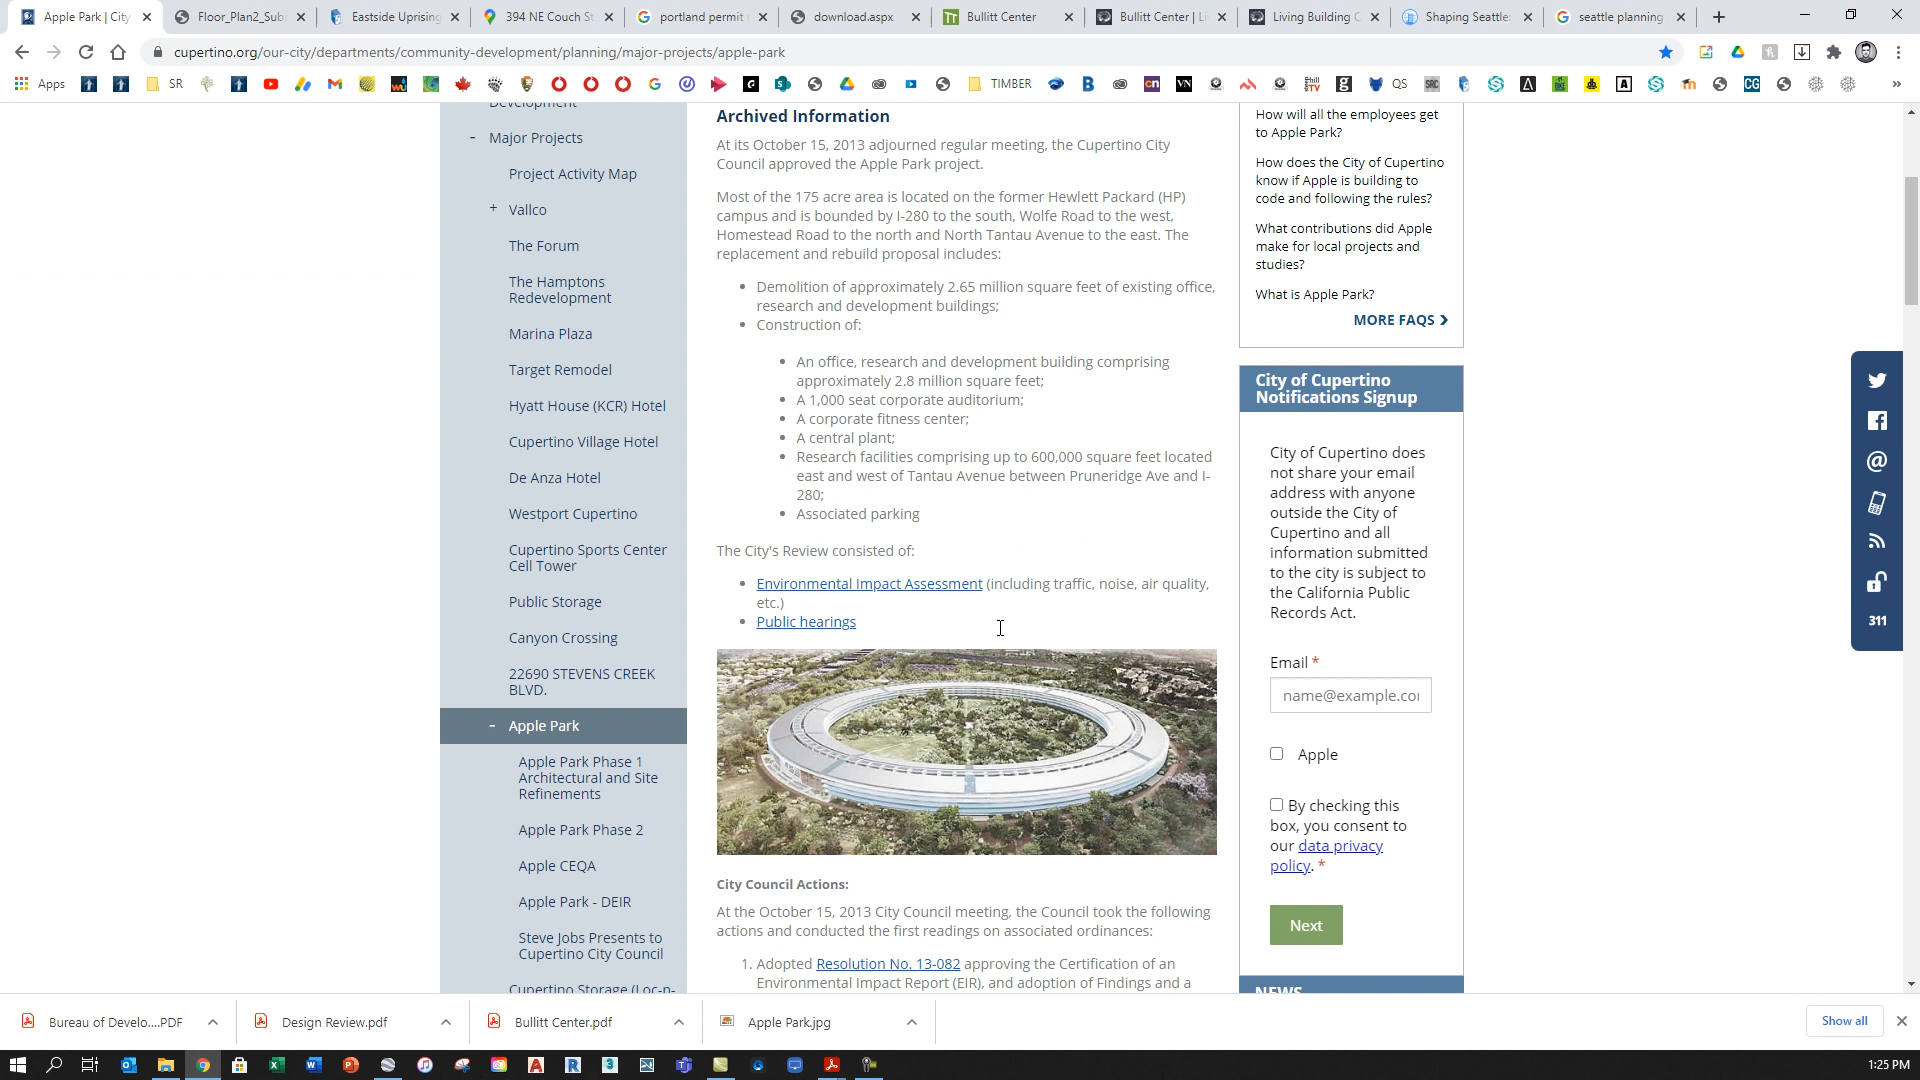 Apple Park | City
Floor_Plan2_Sub
Eastside Uprising
394 NE Couch St
portland permit
download.aspx
Bullitt Center
Bullitt Center | Li
Living Building C
Shaping Seattle:
seattle planning
cupertino.org/our-city/departments/community-development/planning/major-projects/apple-park
Apps
SR
TIMBER
QS
Development
Major Projects
Project Activity Map
Vallco
The Forum
The Hamptons
Redevelopment
Marina Plaza
Target Remodel
Hyatt House (KCR) Hotel
Cupertino Village Hotel
De Anza Hotel
Westport Cupertino
Cupertino Sports Center
Cell Tower
Public Storage
Canyon Crossing
22690 STEVENS CREEK
BLVD.
- Apple Park
Apple Park Phase 1
Architectural and Site
Refinements
Apple Park Phase 2
Apple CEQA
Apple Park - DEIR
Steve Jobs Presents to
Cupertino City Council
Cupertino Storage (Loc-n-
Archived Information
At its October 15, 2013 adjourned regular meeting, the Cupertino City
Council approved the Apple Park project.
Most of the 175 acre area is located on the former Hewlett Packard (HP)
campus and is bounded by I-280 to the south, Wolfe Road to the west,
Homestead Road to the north and North Tantau Avenue to the east. The
replacement and rebuild proposal includes:
• Demolition of approximately 2.65 million square feet of existing office,
research and development buildings;
• Construction of:
• An office, research and development building comprising
approximately 2.8 million square feet;
• A 1,000 seat corporate auditorium;
• A corporate fitness center;
• A central plant;
• Research facilities comprising up to 600,000 square feet located
east and west of Tantau Avenue between Pruneridge Ave and I-
280;
• Associated parking
The City's Review consisted of:
• Environmental Impact Assessment (including traffic, noise, air quality,
etc.)
• Public hearings
City Council Actions:
At the October 15, 2013 City Council meeting, the Council took the following
actions and conducted the first readings on associated ordinances:
1. Adopted Resolution No. 13-082 approving the Certification of an
Environmental Impact Report (EIR), and adoption of Findings and a
How will all the employees get
to Apple Park?
How does the City of Cupertino
know if Apple is building to
code and following the rules?
What contributions did Apple
make for local projects and
studies?
What is Apple Park?
MORE FAQS ❯
City of Cupertino
Notifications Signup
City of Cupertino does
not share your email
address with anyone
outside the City of
Cupertino and all
information submitted
to the city is subject to
the California Public
Records Act.
Email *
name@example.co
Apple
By checking this
box, you consent to
our data privacy
policy. *
Next
NEWS
311
Bureau of Develo....PDF
Design Review.pdf
Bullitt Center.pdf
Apple Park.jpg
Show all
1:25 PM